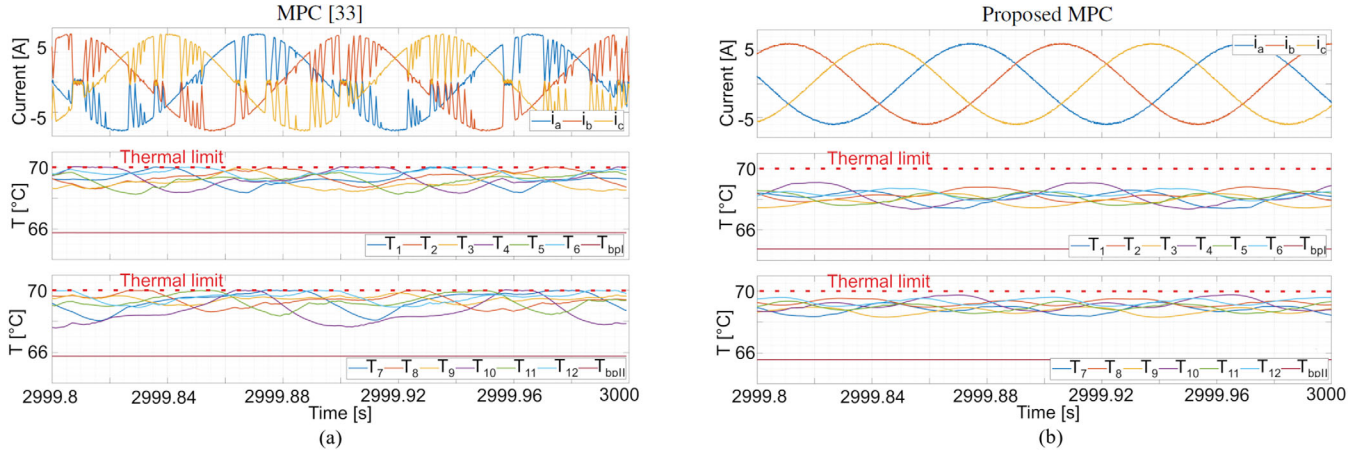 MPC [33]
Current [A]
5
-5
i_a i_b i_c
Thermal limit
T [°C]
70
66
T_1 T_2 T_3 T_4 T_5 T_6 T_bpI
Thermal limit
T [°C]
70
66
T_7 T_8 T_9 T_10 T_11 T_12 T_bpII
2999.8 2999.84 2999.88 2999.92 2999.96 3000
Time [s]
(a)
Proposed MPC
Current [A]
5
-5
i_a i_b i_c
Thermal limit
T [°C]
70
66
T_1 T_2 T_3 T_4 T_5 T_6 T_bpI
Thermal limit
T [°C]
70
66
T_7 T_8 T_9 T_10 T_11 T_12 T_bpII
2999.8 2999.84 2999.88 2999.92 2999.96 3000
Time [s]
(b)